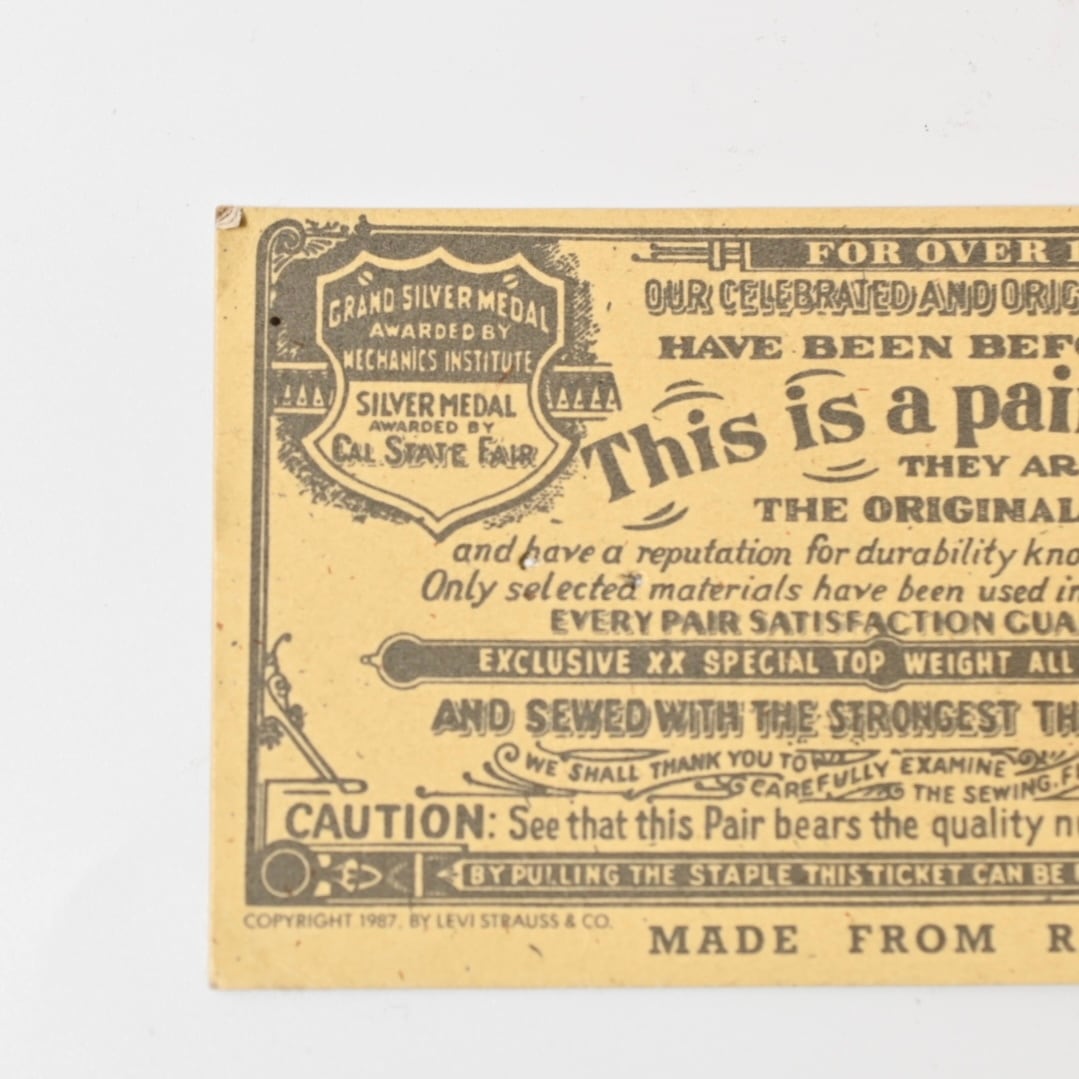 GRAND SILVER MEDAL
AWARDED BY
MECHANICS INSTITUTE
SILVER MEDAL
AWARDED BY
CAL STATE FAIR
FOR OVER 1
OUR CELEBRATED AND ORIG
HAVE BEEN BEFO
This is a pair
THEY AR
THE ORIGINAL
and have a reputation for durability kno
Only selected materials have been used in
EVERY PAIR SATISFACTION GUA
EXCLUSIVE XX SPECIAL TOP WEIGHT ALL
AND SEWED WITH THE STRONGEST TH
WE SHALL THANK YOU TO
CAREFULLY EXAMINE
THE SEWING, F
CAUTION: See that this Pair bears the quality nu
BY PULLING THE STAPLE THIS TICKET CAN BE
COPYRIGHT 1987, BY LEVI STRAUSS & CO.
MADE FROM R